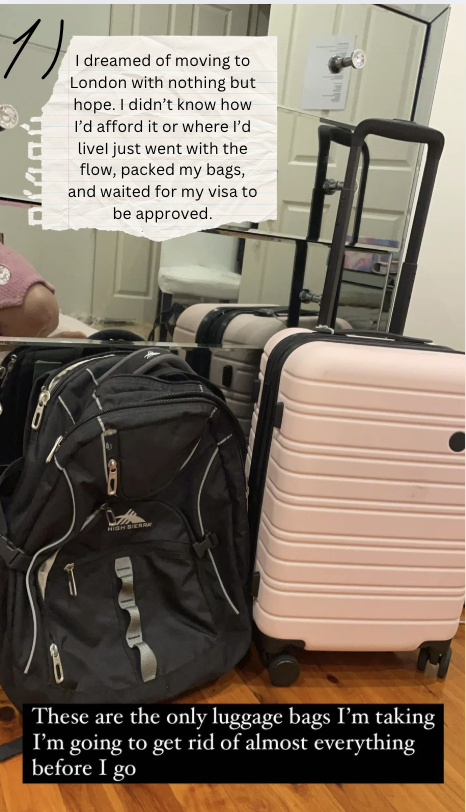 1)
I dreamed of moving to
London with nothing but
hope. I didn't know how
I'd afford it or where I'd
liveI just went with the
flow, packed my bags,
and waited for my visa to
be approved.
HIGH SIERRA
These are the only luggage bags I'm taking
I'm going to get rid of almost everything
before I go